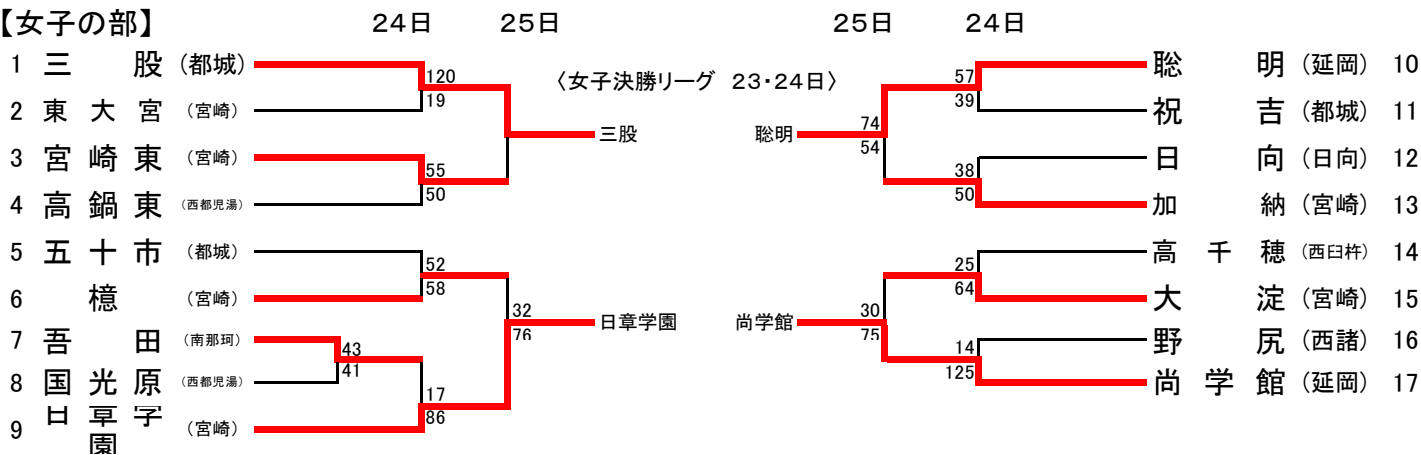 【女子の部】 24日 25日 25日 24日
〈女子決勝リーグ 23・24日〉
1 三股 (都城)
120
19
2 東大宮 (宮崎)
三股
3 宮崎東 (宮崎)
55
50
4 高鍋東 (西都児湯)
5 五十市 (都城)
52
58
6 檍 (宮崎)
32
76
日章学園
7 吾田 (南那珂)
43
41
8 国光原 (西都児湯)
17
86
9 日章学園 (宮崎)
57
39
聡明 (延岡) 10
祝吉 (都城) 11
聡明
74
54
日向 (日向) 12
38
50
加納 (宮崎) 13
高千穂 (西臼杵) 14
25
64
大淀 (宮崎) 15
尚学館
30
75
野尻 (西諸) 16
14
125
尚学館 (延岡) 17